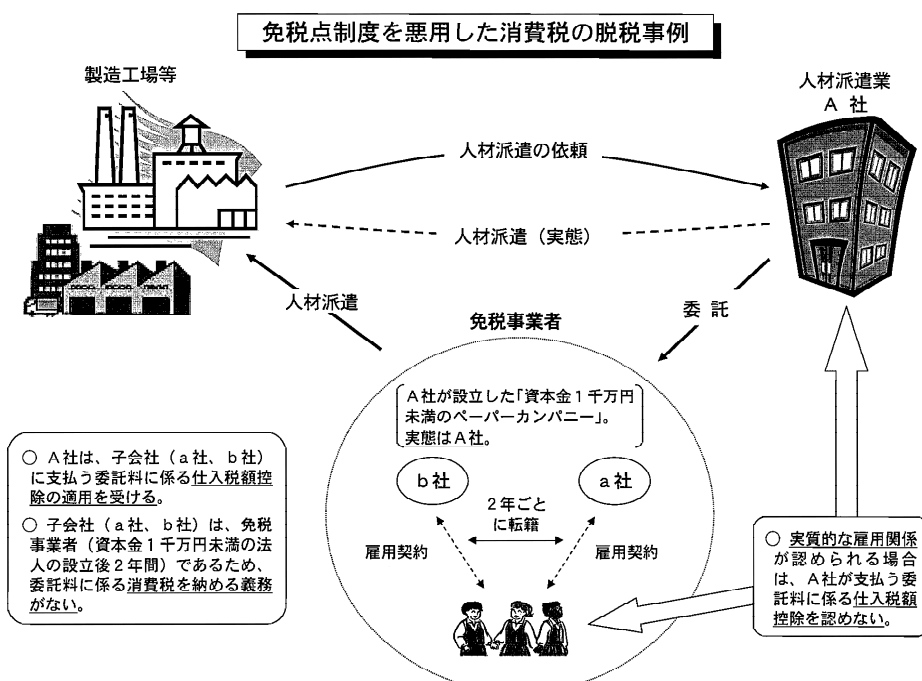 免税点制度を悪用した消費税の脱税事例
製造工場等
人材派遣業
A 社
人材派遣の依頼
人材派遣（実態）
人材派遣
委 託
免税事業者
A社が設立した「資本金1千万円
未満のペーパーカンパニー」。
実態はA社。
b社
a社
2年ごと
に転籍
雇用契約
雇用契約
○ A社は、子会社（a社、b社）
に支払う委託料に係る仕入税額控
除の適用を受ける。
○ 子会社（a社、b社）は、免税
事業者（資本金1千万円未満の法
人の設立後2年間）であるため、
委託料に係る消費税を納める義務
がない。
○ 実質的な雇用関係
が認められる場合
は、A社が支払う委
託料に係る仕入税額
控除を認めない。